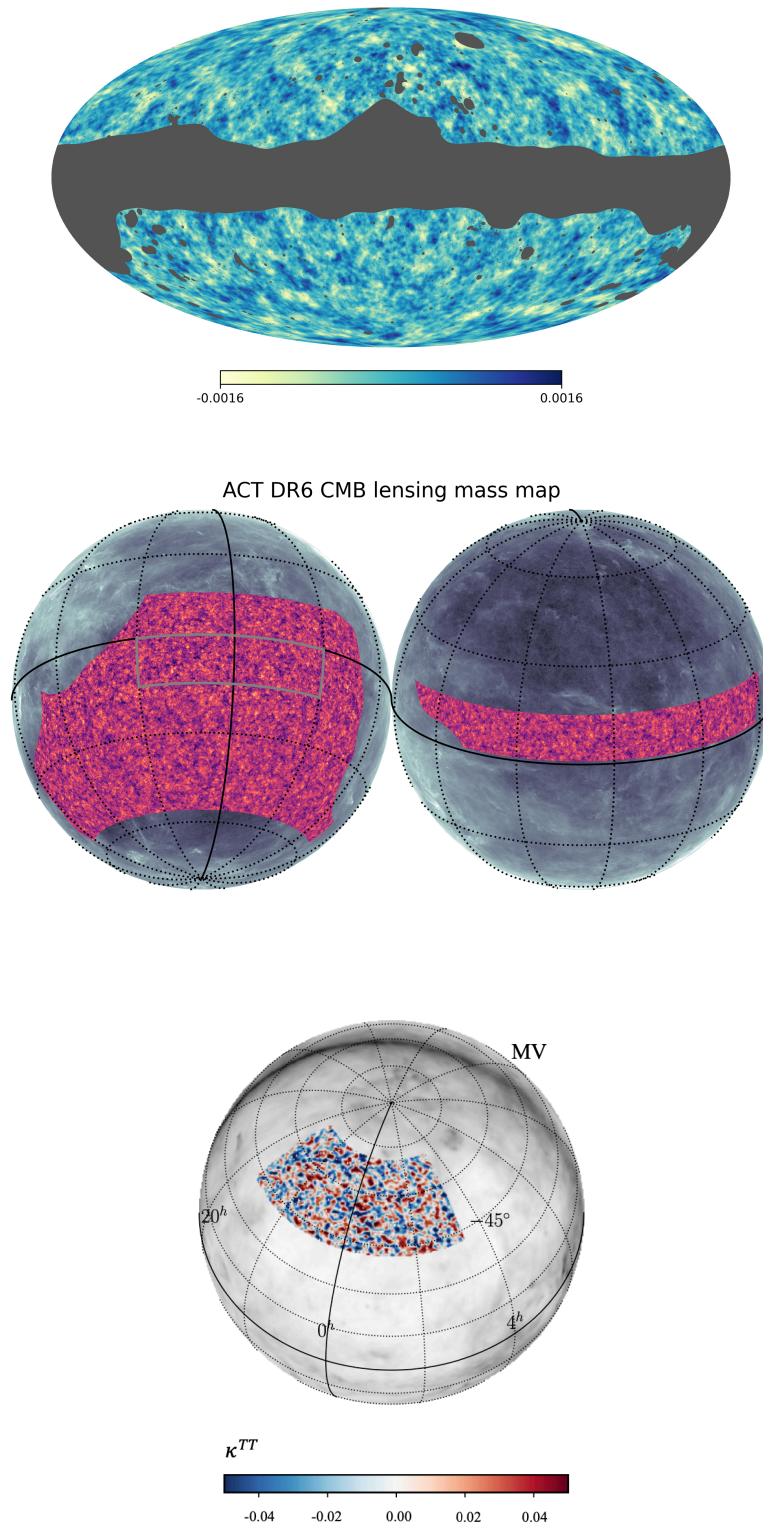 -0.0016 0.0016
ACT DR6 CMB lensing mass map
MV
20ʰ
−45°
0ʰ 4ʰ
κᵀᵀ
-0.04 -0.02 0.00 0.02 0.04